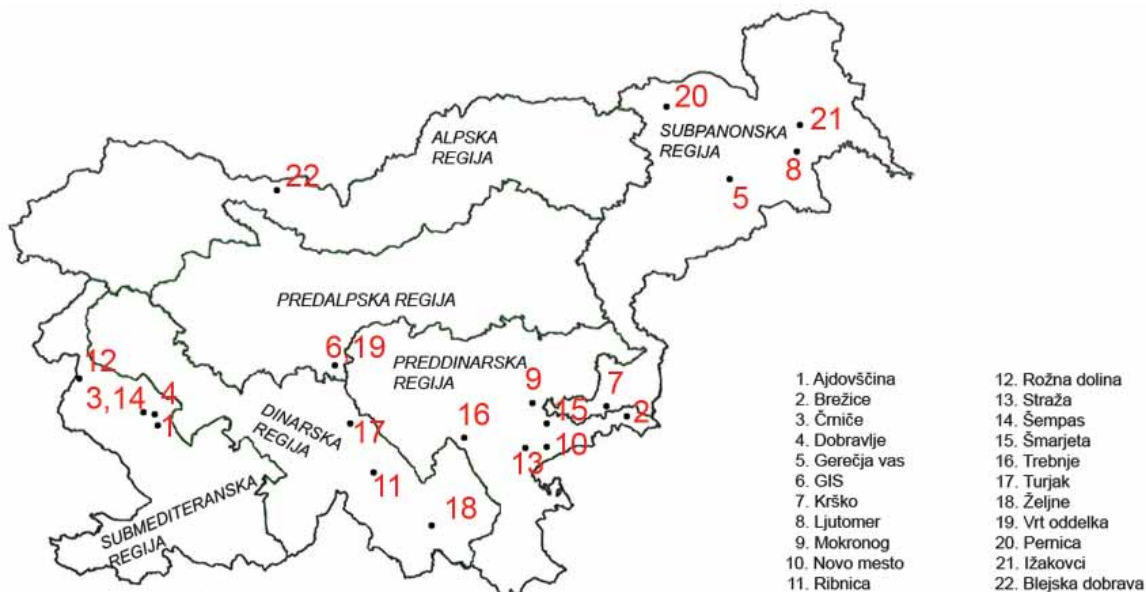 20
ALPSKA
REGIJA
SUBPANONSKA
REGIJA
21
8
22
5
PREDALPSKA REGIJA
6, 19
PREDDINARSKA
REGIJA
12
3,14
4
1
9
7
15
2
16
DINARSKA
REGIJA
17
13
10
11
18
SUBMEDITERANSKA
REGIJA
1. Ajdovščina
2. Brežice
3. Črniče
4. Dobravlje
5. Gerečja vas
6. GIS
7. Krško
8. Ljutomer
9. Mokronog
10. Novo mesto
11. Ribnica
12. Rožna dolina
13. Straža
14. Šempas
15. Šmarjeta
16. Trebnje
17. Turjak
18. Željne
19. Vrt oddelka
20. Pernica
21. Ižakovci
22. Blejska dobrava